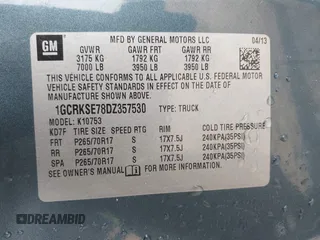 GM
MFD BY GENERAL MOTORS LLC 04/13
GVWR GAWR FRT GAWR RR
3175 KG 1792 KG 1792 KG
7000 LB 3950 LB 3950 LB
THIS VEHICLE CONFORMS TO ALL APPLICABLE U.S. FEDERAL MOTOR VEHICLE SAFETY AND THEFT PREVENTION STANDARDS IN EFFECT ON THE DATE OF MANUFACTURE SHOWN ABOVE.
1GCRKSE78DZ357530 TYPE: TRUCK
MODEL: K10753
KD7F TIRE SIZE SPEED RTG RIM COLD TIRE PRESSURE
FRT P265/70R17 S 17X7.5J 240KPA(35PSI)
RR P265/70R17 S 17X7.5J 240KPA(35PSI)
SPA P265/70R17 S 17X7.5J 240KPA(35PSI)
SEE OWNER'S MANUAL FOR MORE INFORMATION.
DREAMBID